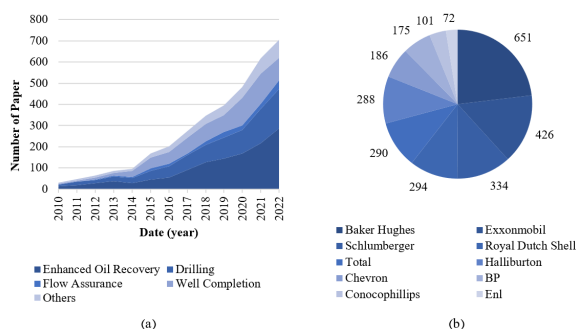 800
700
600
500
400
300
200
100
0
Number of Paper
2010 2011 2012 2013 2014 2015 2016 2017 2018 2019 2020 2021 2022
Date (year)
Enhanced Oil Recovery Drilling
Flow Assurance Well Completion
Others
(a)
(b)
72
101
175
651
186
288
426
290
294
334
Baker Hughes Exxonmobil
Schlumberger Royal Dutch Shell
Total Halliburton
Chevron BP
Conocophillips Enl
(a) (b)